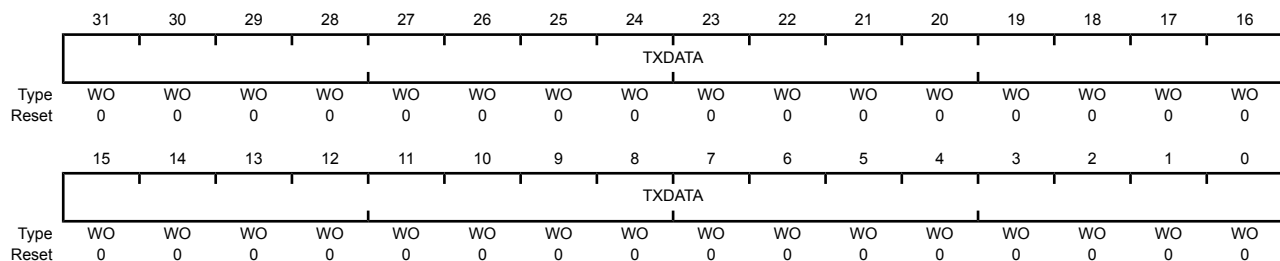 31 30 29 28 27 26 25 24 23 22 21 20 19 18 17 16
TXDATA
Type WO WO WO WO WO WO WO WO WO WO WO WO WO WO WO WO
Reset 0 0 0 0 0 0 0 0 0 0 0 0 0 0 0 0
15 14 13 12 11 10 9 8 7 6 5 4 3 2 1 0
TXDATA
Type WO WO WO WO WO WO WO WO WO WO WO WO WO WO WO WO
Reset 0 0 0 0 0 0 0 0 0 0 0 0 0 0 0 0